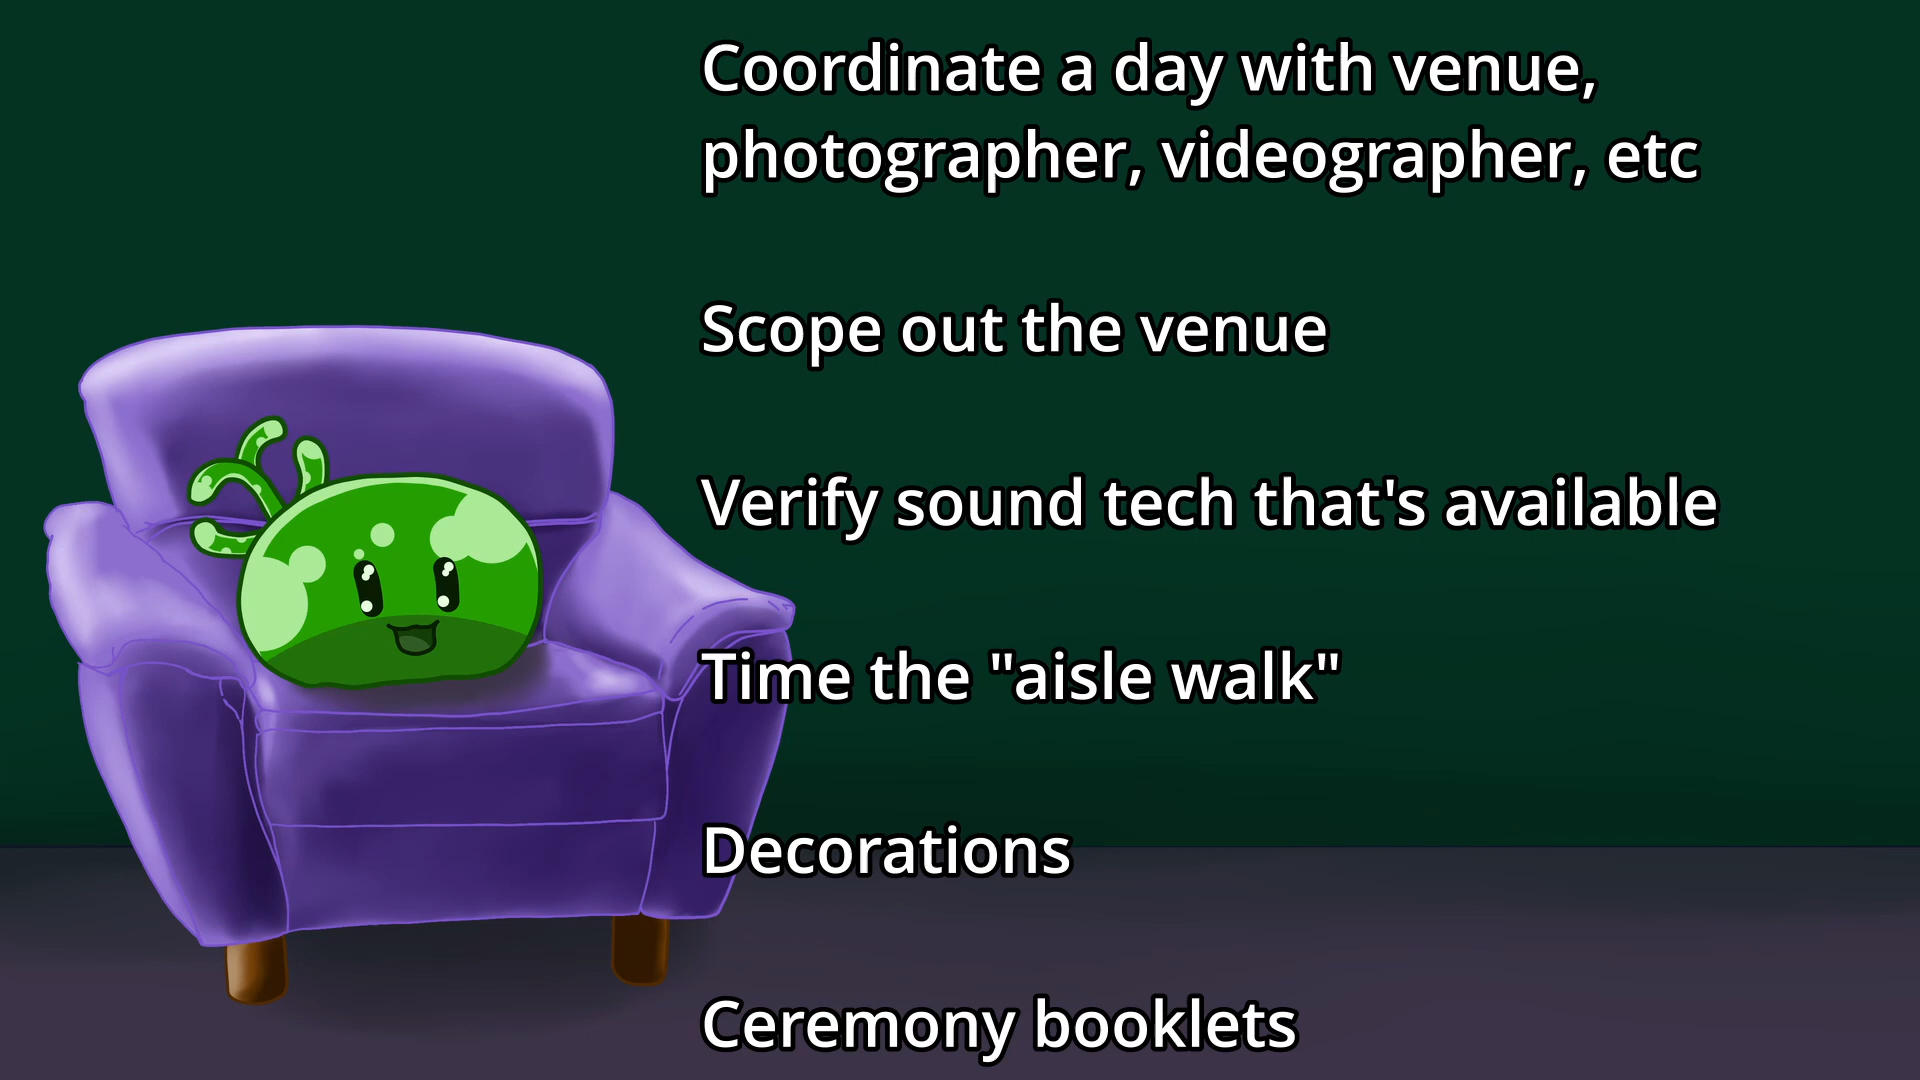 Coordinate a day with venue,
photographer, videographer, etc
Scope out the venue
Verify sound tech that's available
Time the "aisle walk"
Decorations
Ceremony booklets